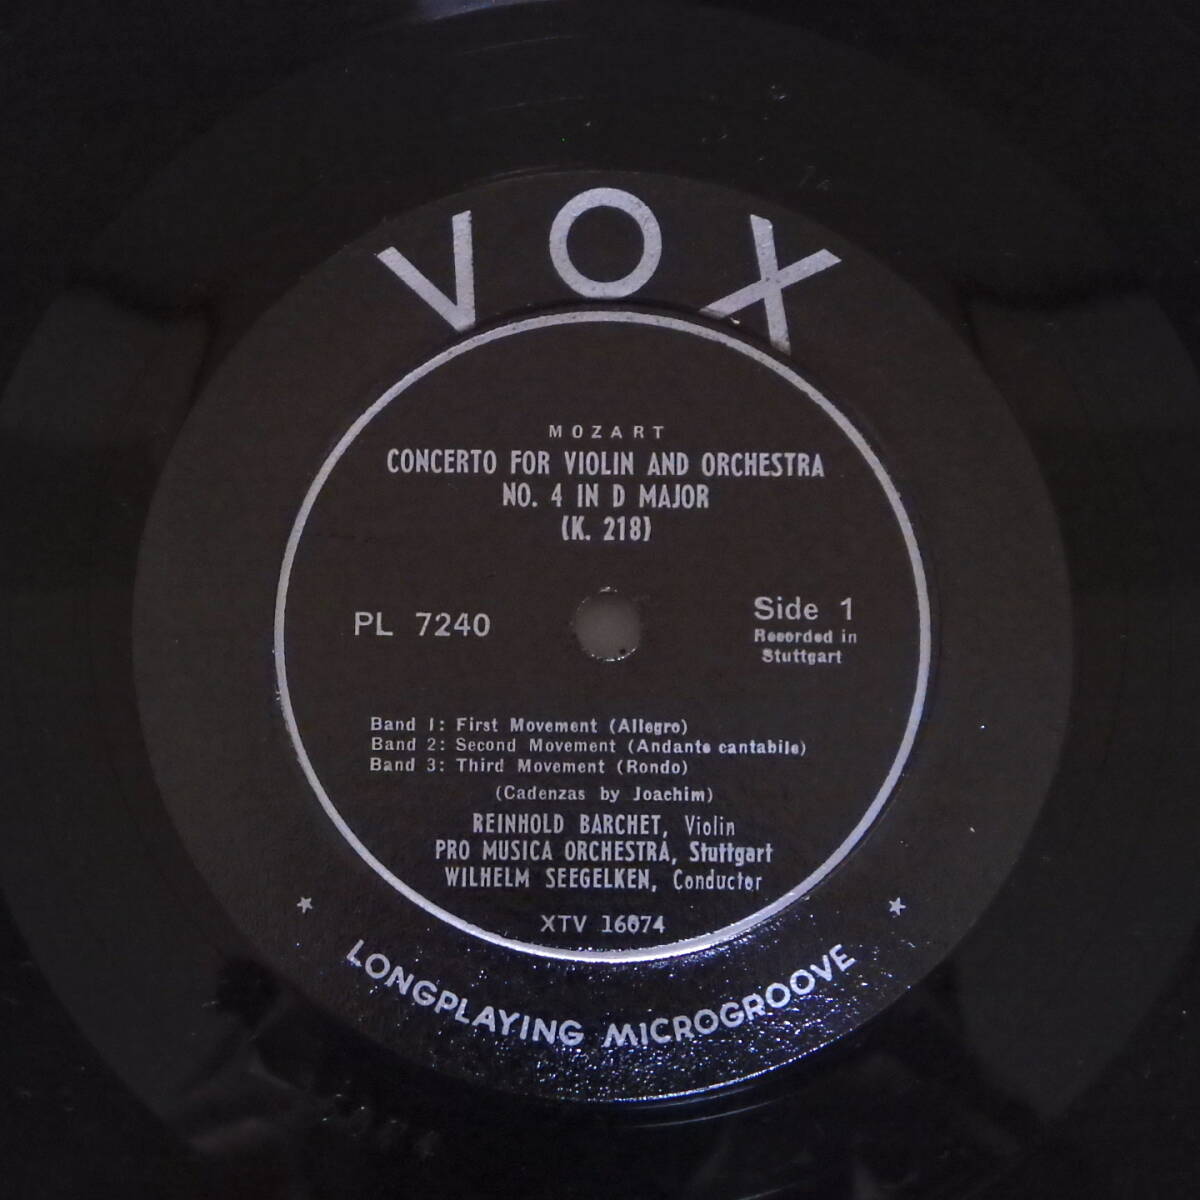 VOX
MOZART
CONCERTO FOR VIOLIN AND ORCHESTRA
NO. 4 IN D MAJOR
(K. 218)
PL 7240
Side 1
Recorded in
Stuttgart
Band 1: First Movement (Allegro)
Band 2: Second Movement (Andante cantabile)
Band 3: Third Movement (Rondo)
(Cadenzas by Joachim)
REINHOLD BARCHET, Violin
PRO MUSICA ORCHESTRA, Stuttgart
WILHELM SEEGELKEN, Conductor
XTV 16074
* LONGPLAYING MICROGROOVE *